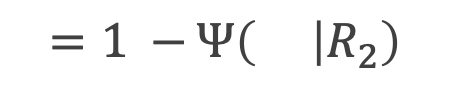 = 1 − Ψ(   |R₂)